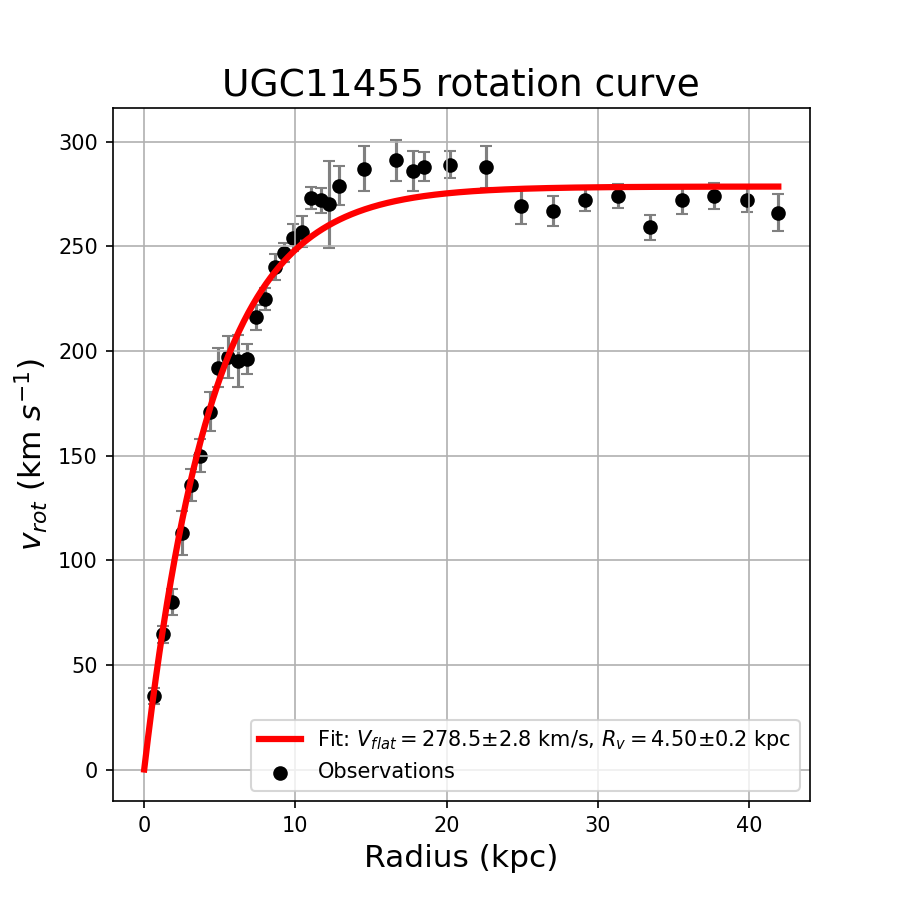 UGC11455 rotation curve
300
250
200
150
100
50
0
v_rot (km s⁻¹)
Fit: V_flat = 278.5±2.8 km/s, R_v = 4.50±0.2 kpc
Observations
0 10 20 30 40
Radius (kpc)